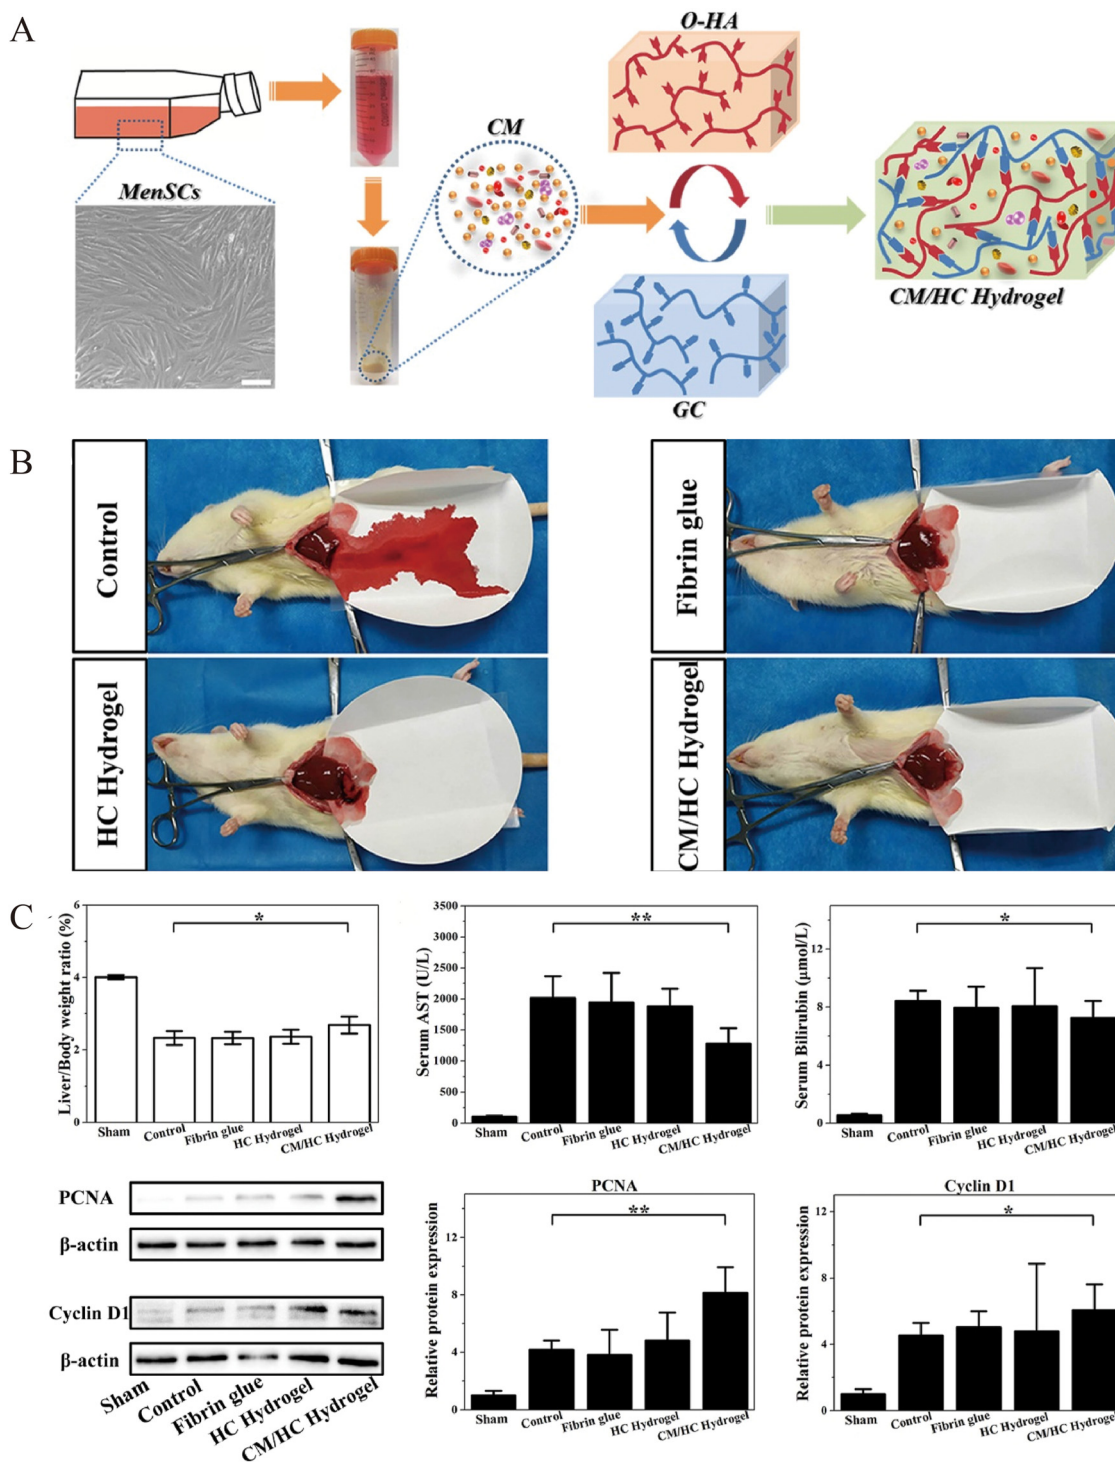 A
O-HA
CM
MenSCs
CM/HC Hydrogel
GC
B
Control
Fibrin glue
HC Hydrogel
CM/HC Hydrogel
C
Liver/Body weight ratio (%)
6
4
2
0
*
Sham
Control
Fibrin glue
HC Hydrogel
CM/HC Hydrogel
Serum AST (U/L)
3500
3000
2500
2000
1500
1000
500
0
**
Sham
Control
Fibrin glue
HC Hydrogel
CM/HC Hydrogel
Serum Bilirubin (μmol/L)
12
8
4
0
*
Sham
Control
Fibrin glue
HC Hydrogel
CM/HC Hydrogel
PCNA
β-actin
Cyclin D1
β-actin
Sham
Control
Fibrin glue
HC Hydrogel
CM/HC Hydrogel
PCNA
Relative protein expression
12
8
4
0
**
Sham
Control
Fibrin glue
HC Hydrogel
CM/HC Hydrogel
Cyclin D1
Relative protein expression
12
8
4
0
*
Sham
Control
Fibrin glue
HC Hydrogel
CM/HC Hydrogel